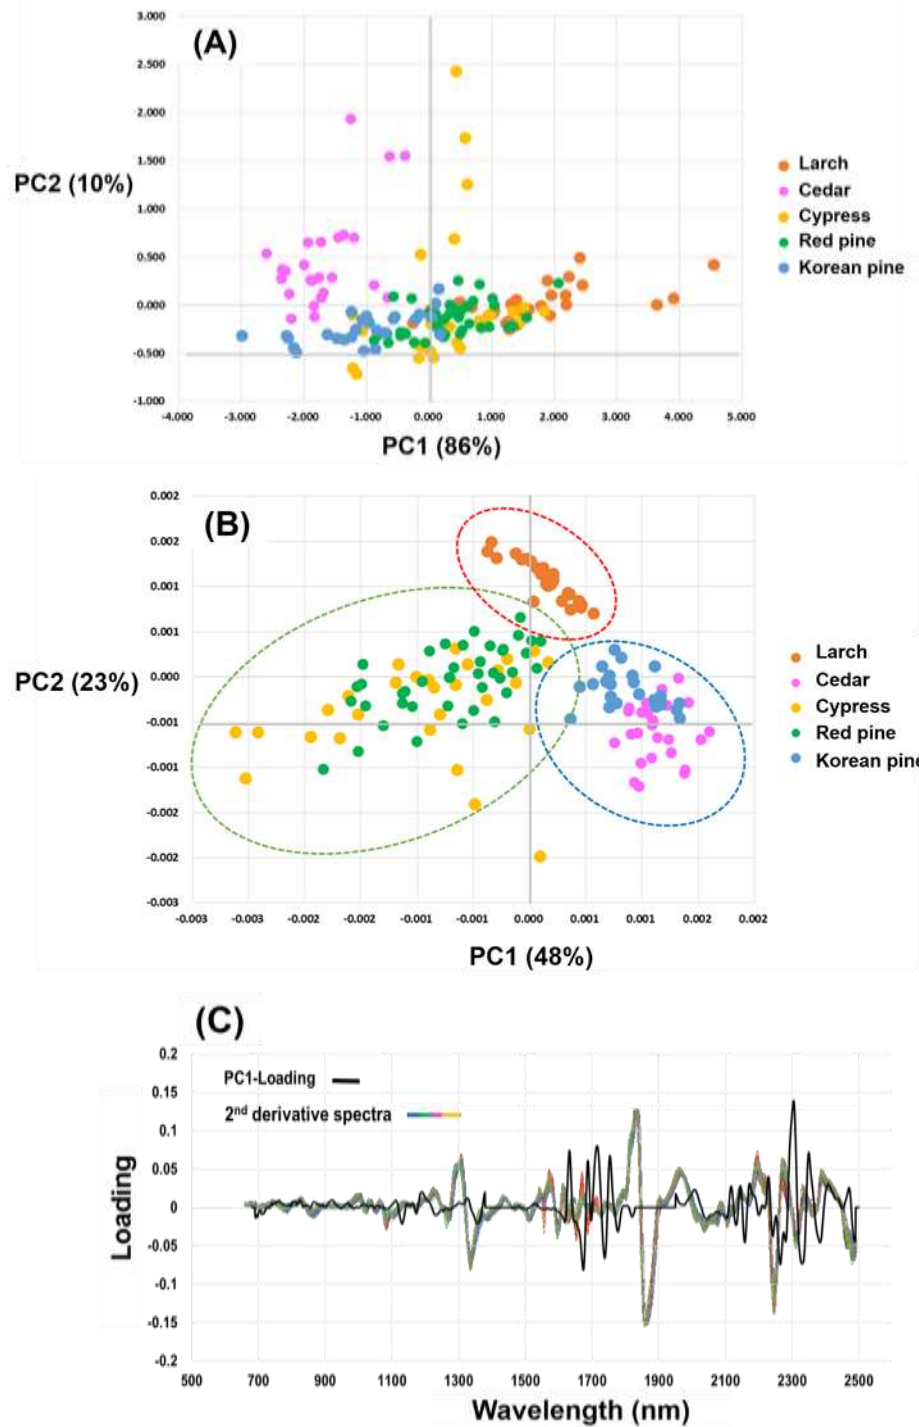 (A)
3.000
2.500
2.000
1.500
1.000
0.500
0.000
-0.500
-1.000
PC2 (10%)
-4.000 -3.000 -2.000 -1.000 0.000 1.000 2.000 3.000 4.000 5.000
PC1 (86%)
Larch
Cedar
Cypress
Red pine
Korean pine
(B)
0.002
0.002
0.001
0.001
0.000
-0.001
-0.001
-0.002
-0.002
-0.003
PC2 (23%)
-0.003 -0.003 -0.002 -0.001 -0.001 0.000 0.001 0.001 0.002 0.002
PC1 (48%)
Larch
Cedar
Cypress
Red pine
Korean pine
(C)
0.2
0.15
0.1
0.05
0
-0.05
-0.1
-0.15
-0.2
Loading
PC1-Loading
2nd derivative spectra
500 700 900 1100 1300 1500 1700 1900 2100 2300 2500
Wavelength (nm)